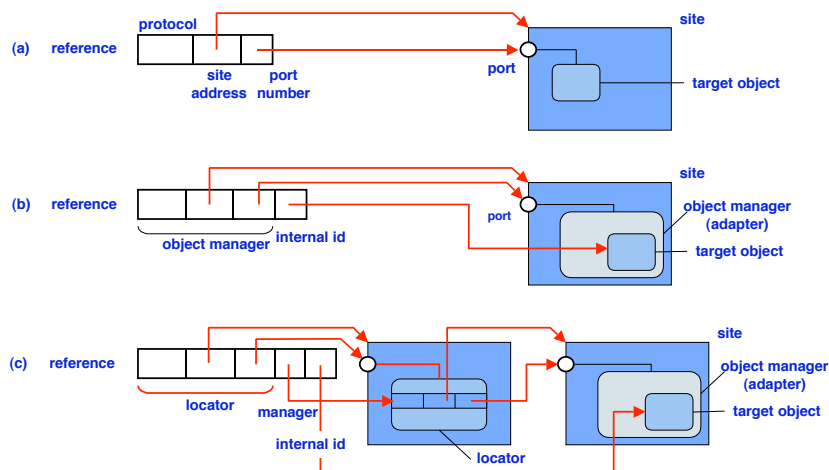 protocol
site
(a) reference
port
site address
port number
target object
site
(b) reference
port
object manager (adapter)
object manager
internal id
target object
site
(c) reference
object manager (adapter)
locator
manager
target object
internal id
locator